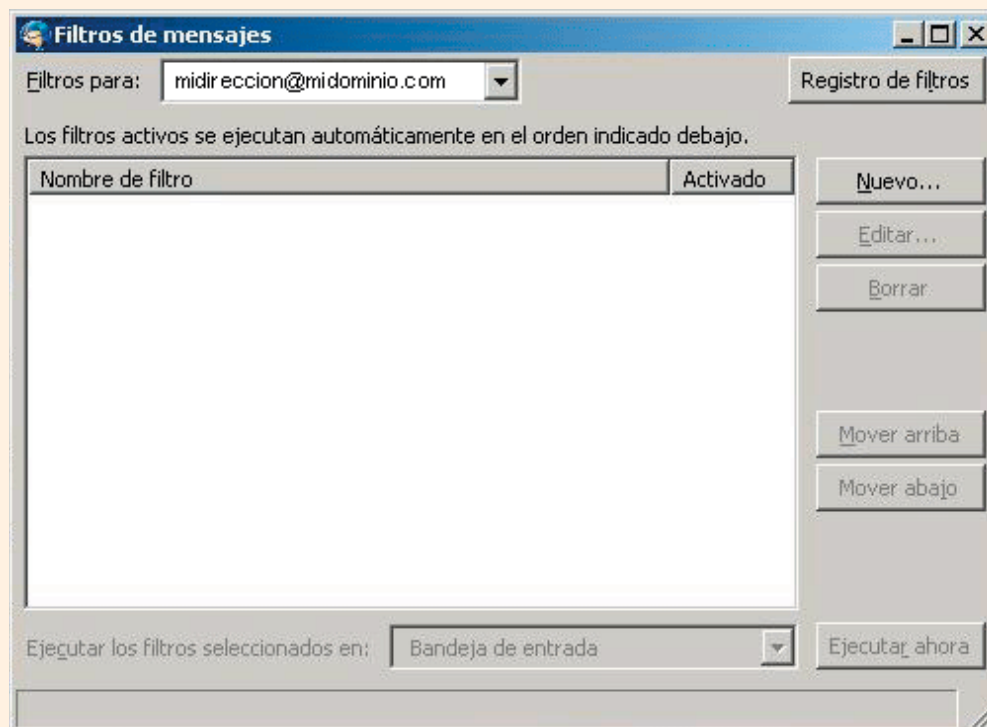 Filtros de mensajes
Filtros para: midireccion@midominio.com Registro de filtros
Los filtros activos se ejecutan automáticamente en el orden indicado debajo.
Nombre de filtro Activado
Nuevo...
Editar...
Borrar
Mover arriba
Mover abajo
Ejecutar los filtros seleccionados en: Bandeja de entrada Ejecutar ahora